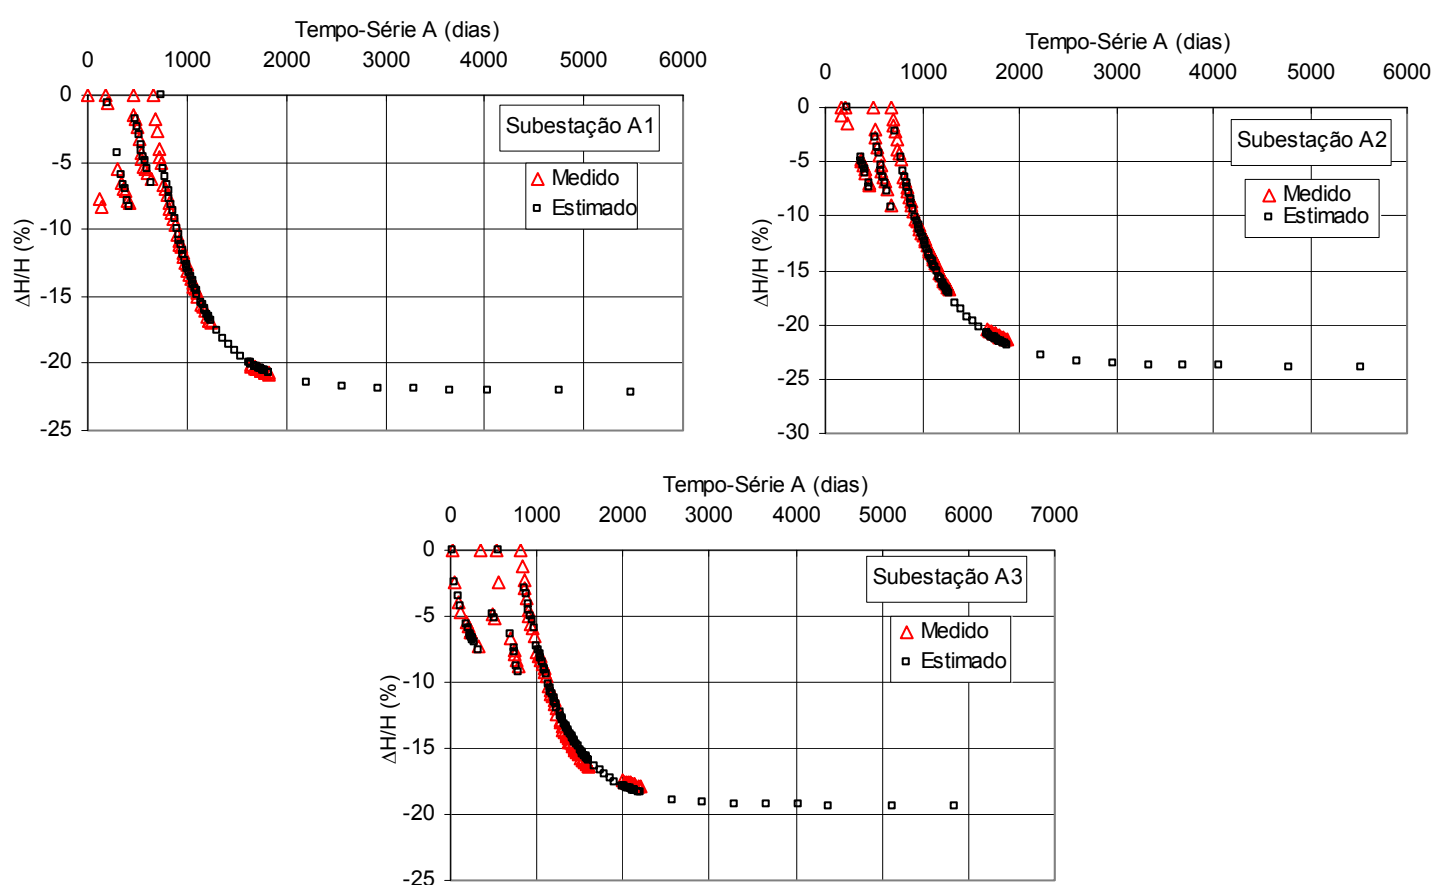 Tempo-Série A (dias)
0 1000 2000 3000 4000 5000 6000
0
-5
-10
-15
-20
-25
ΔH/H (%)
Subestação A1
Medido
Estimado
Tempo-Série A (dias)
0 1000 2000 3000 4000 5000 6000
0
-5
-10
-15
-20
-25
-30
ΔH/H (%)
Subestação A2
Medido
Estimado
Tempo-Série A (dias)
0 1000 2000 3000 4000 5000 6000 7000
0
-5
-10
-15
-20
-25
ΔH/H (%)
Subestação A3
Medido
Estimado